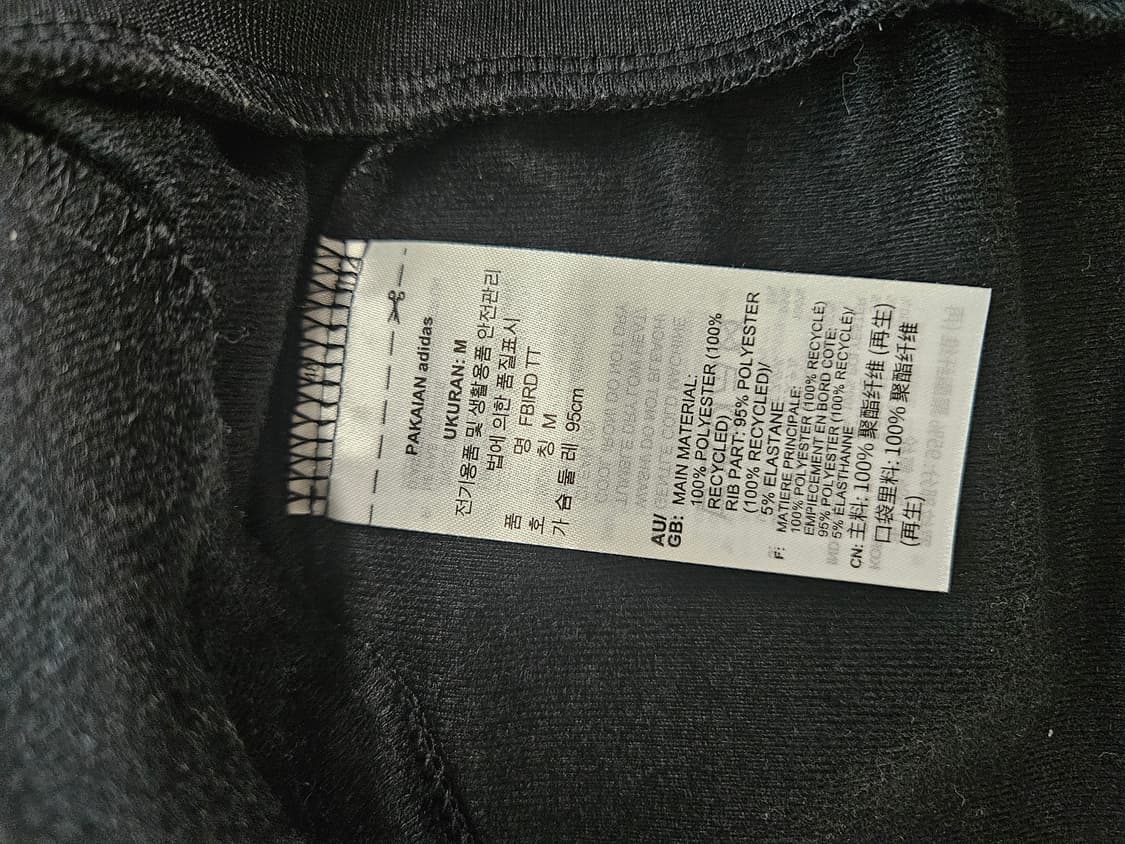 PAKAIAN adidas
UKURAN: M
전기용품 및 생활용품 안전관리
법에 의한 품질표시
품 명 FBIRD TT
호 칭 M
가 슴 둘 레 95cm
AU/
GB: MAIN MATERIAL:
100% POLYESTER (100%
RECYCLED)
RIB PART: 95% POLYESTER
(100% RECYCLED)/
5% ELASTANE
F: MATIERE PRINCIPALE:
100% POLYESTER (100% RECYCLÉ)
EMPIECEMENT EN BORD COTE:
95% POLYESTER (100% RECYCLÉ)/
5% ELASTHANNE
CN: 主料: 100% 聚酯纤维 (再生)
口袋里料: 100% 聚酯纤维
(再生)